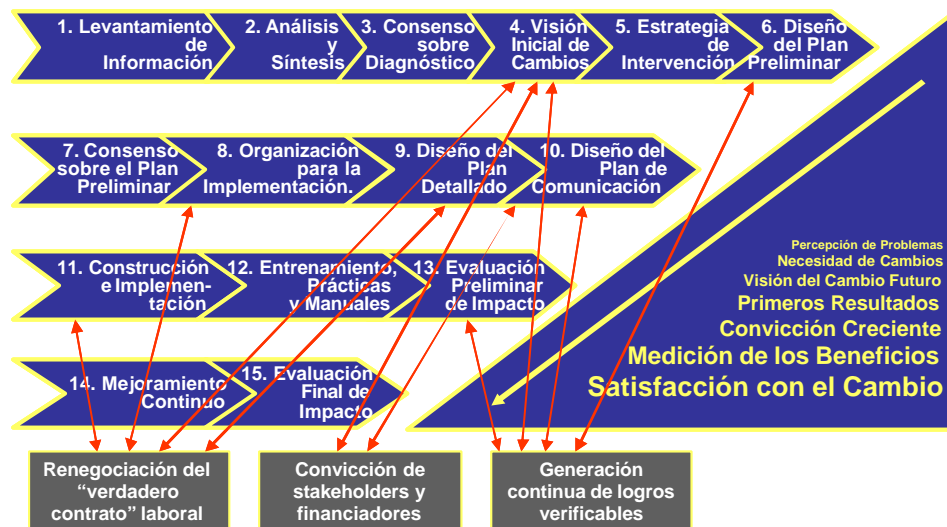 1. Levantamiento
de
Información
2. Análisis
y
Síntesis
3. Consenso
sobre
Diagnóstico
4. Visión
Inicial de
Cambios
5. Estrategia
de
Intervención
6. Diseño
del Plan
Preliminar
7. Consenso
sobre el Plan
Preliminar
8. Organización
para la
Implementación.
9. Diseño del
Plan
Detallado
10. Diseño del
Plan de
Comunicación
11. Construcción
e Implemen-
tación
12. Entrenamiento,
Prácticas
y Manuales
13. Evaluación
Preliminar
de Impacto
14. Mejoramiento
Continuo
15. Evaluación
Final de
Impacto
Percepción de Problemas
Necesidad de Cambios
Visión del Cambio Futuro
Primeros Resultados
Convicción Creciente
Medición de los Beneficios
Satisfacción con el Cambio
Renegociación del
“verdadero
contrato” laboral
Convicción de
stakeholders y
financiadores
Generación
continua de logros
verificables